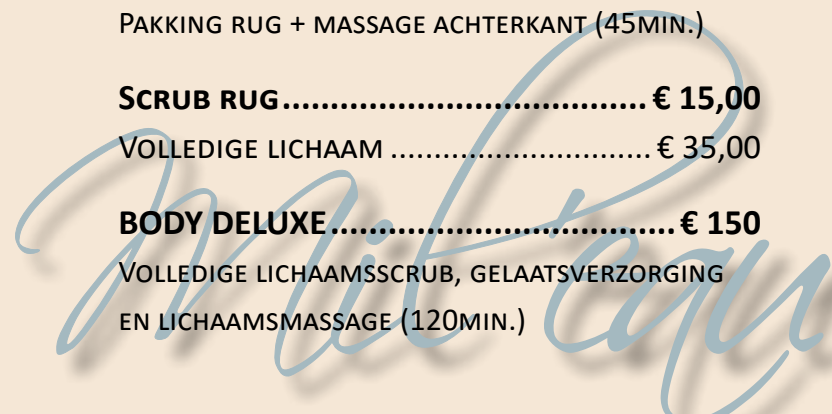 Pakking rug + massage achterkant (45min.)
Scrub rug...................................... € 15,00
Volledige lichaam ........................... € 35,00
BODY DELUXE.................................... € 150
Volledige lichaamsscrub, gelaatsverzorging
en lichaamsmassage (120min.)